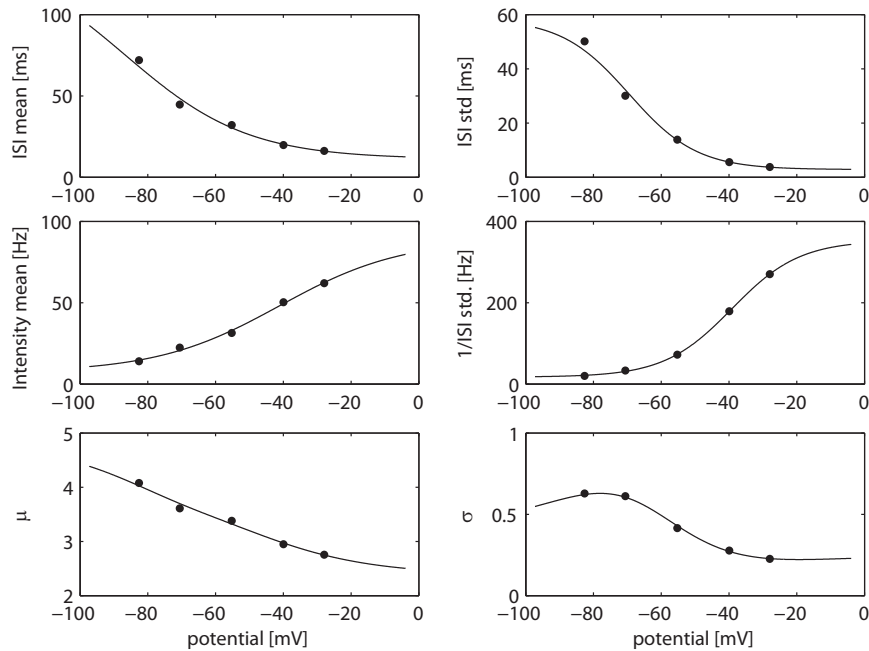 100
50
0
ISI mean [ms]
−100 −80 −60 −40 −20 0
60
40
20
0
ISI std [ms]
−100 −80 −60 −40 −20 0
100
50
0
Intensity mean [Hz]
−100 −80 −60 −40 −20 0
400
200
0
1/ISI std. [Hz]
−100 −80 −60 −40 −20 0
5
4
3
2
μ
−100 −80 −60 −40 −20 0
potential [mV]
1
0.5
0
σ
−100 −80 −60 −40 −20 0
potential [mV]